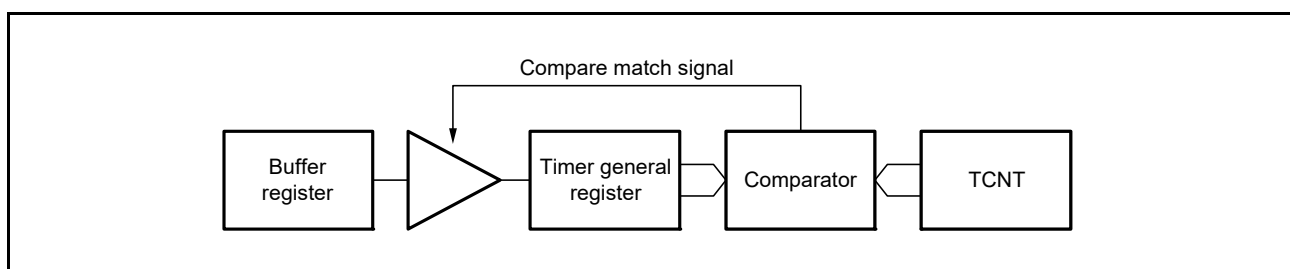 Compare match signal
Buffer
register
Timer general
register
Comparator
TCNT